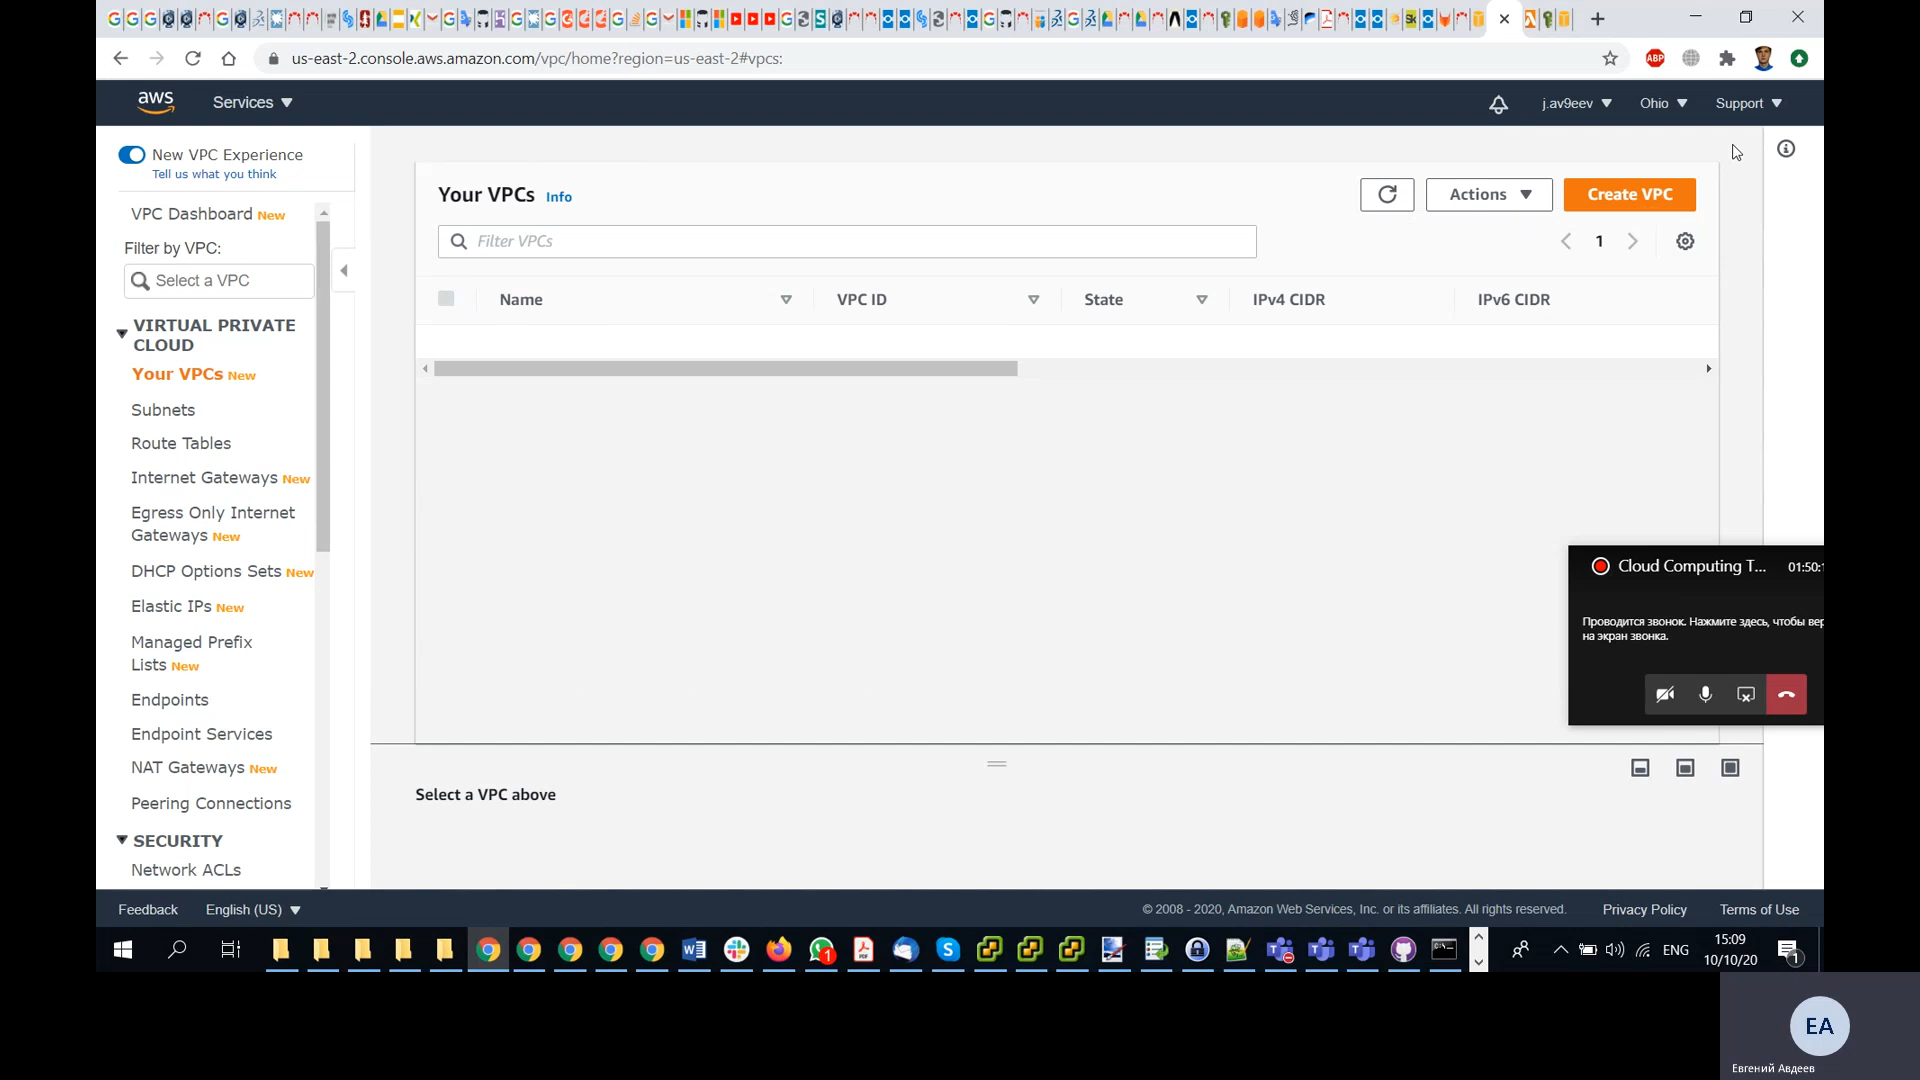 us-east-2.console.aws.amazon.com/vpc/home?region=us-east-2#vpcs:
ABP
aws
Services
j.av9eev
Ohio
Support
New VPC Experience
Tell us what you think
VPC Dashboard New
Filter by VPC:
Select a VPC
VIRTUAL PRIVATE
CLOUD
Your VPCs New
Subnets
Route Tables
Internet Gateways New
Egress Only Internet
Gateways New
DHCP Options Sets New
Elastic IPs New
Managed Prefix
Lists New
Endpoints
Endpoint Services
NAT Gateways New
Peering Connections
SECURITY
Network ACLs
Your VPCs Info
Actions
Create VPC
Filter VPCs
1
Name
VPC ID
State
IPv4 CIDR
IPv6 CIDR
Cloud Computing T...
01:50:1
Проводится звонок. Нажмите здесь, чтобы вер
на экран звонка.
Select a VPC above
Feedback
English (US)
© 2008 - 2020, Amazon Web Services, Inc. or its affiliates. All rights reserved.
Privacy Policy
Terms of Use
ENG
15:09
10/10/20
1
EA
Евгений Авдеев